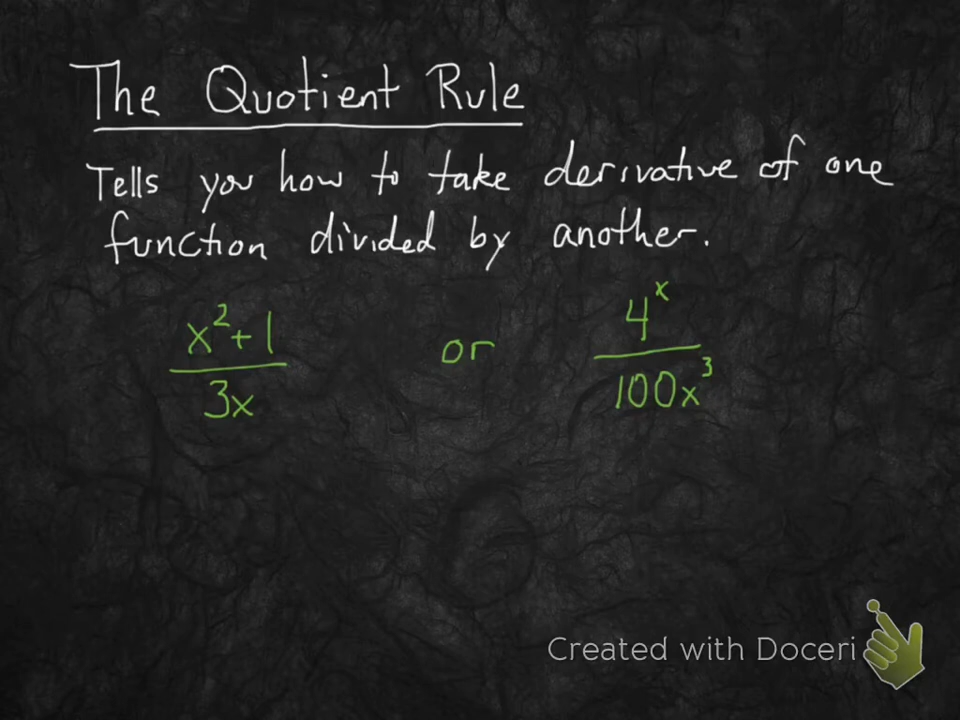 The Quotient Rule
Tells you how to take derivative of one
function divided by another.
x²+1
3x
or
4ˣ
100x³
Created with Doceri